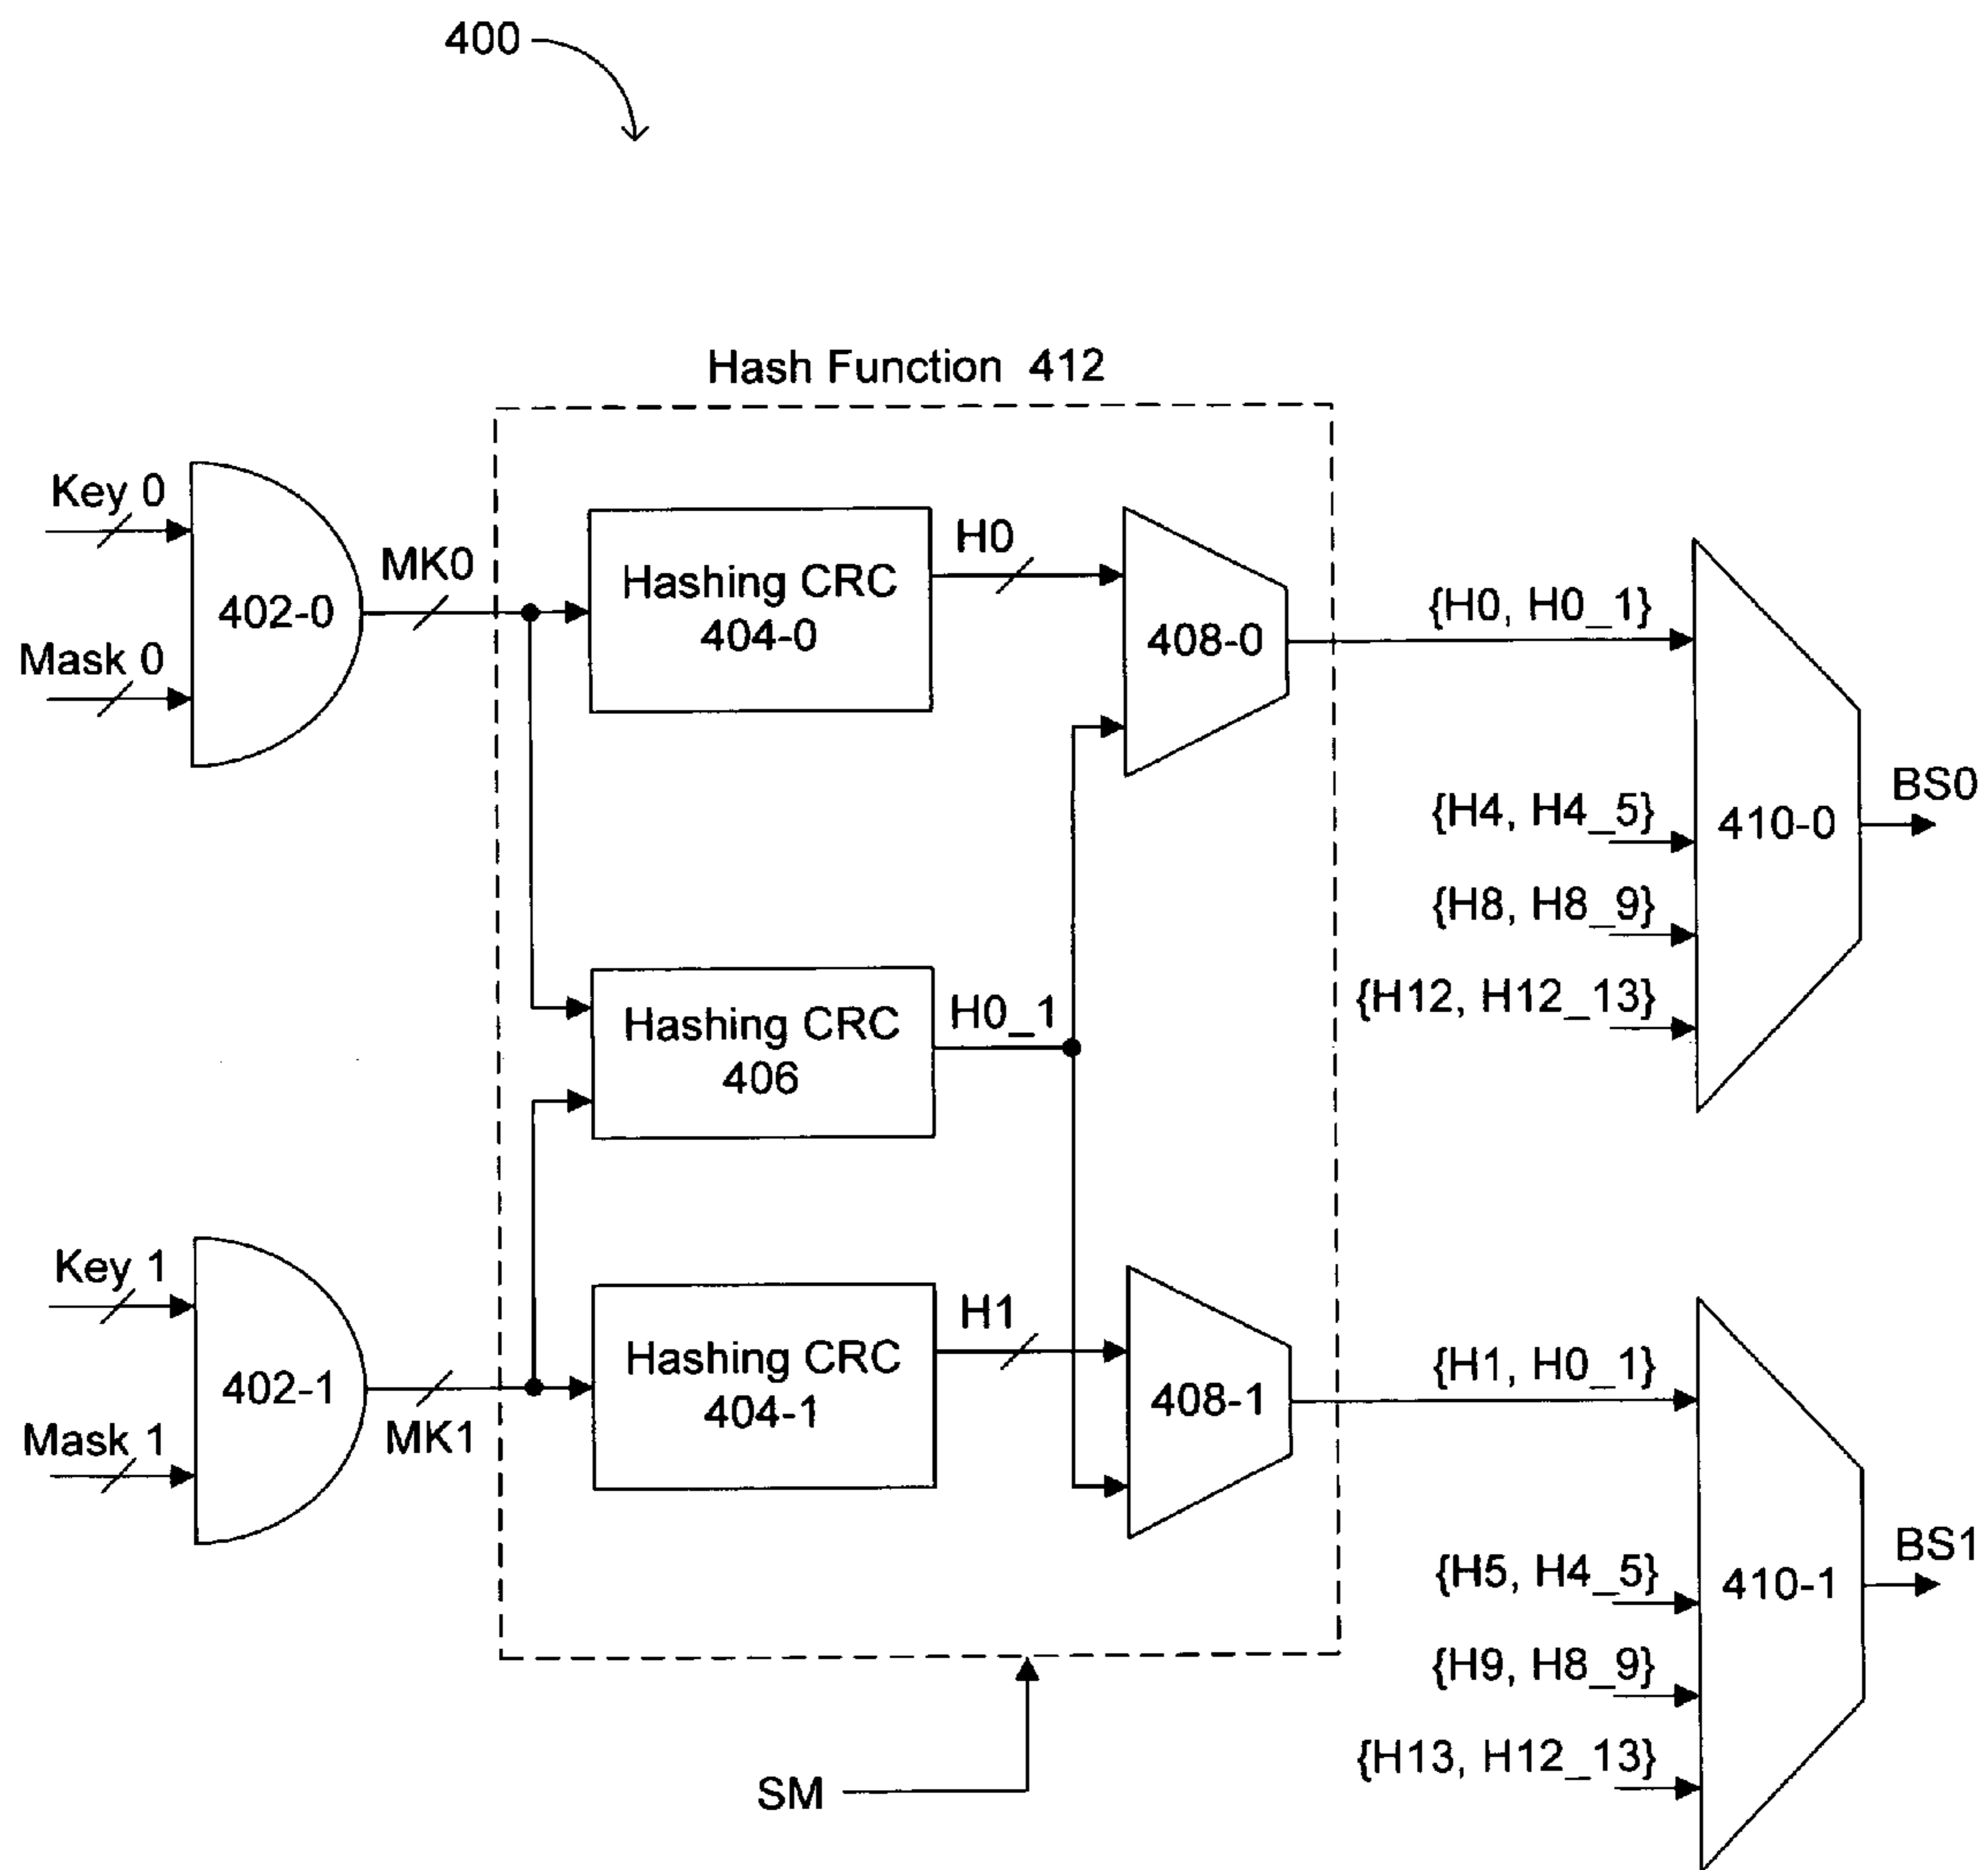 400
Hash Function 412
Key 0
Mask 0
402-0
MK0
Hashing CRC
404-0
H0
408-0
{H0, H0_1}
{H4, H4_5}
{H8, H8_9}
{H12, H12_13}
410-0
BS0
Hashing CRC
406
H0_1
Key 1
Mask 1
402-1
MK1
Hashing CRC
404-1
H1
408-1
{H1, H0_1}
{H5, H4_5}
{H9, H8_9}
{H13, H12_13}
410-1
BS1
SM